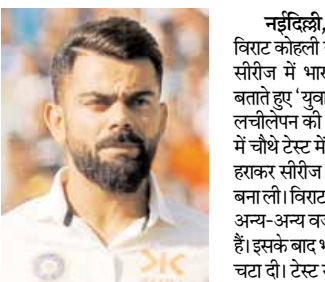 नईदिल्ली,
विराट कोहली
सीरीज में भार
बताते हुए ‘युवा
लचीलेपन की
में चौथे टेस्ट में
हराकर सीरीज
बना ली। विराट
अन्य-अन्य वज
हैं। इसके बाद भ
चटा दी। टेस्ट